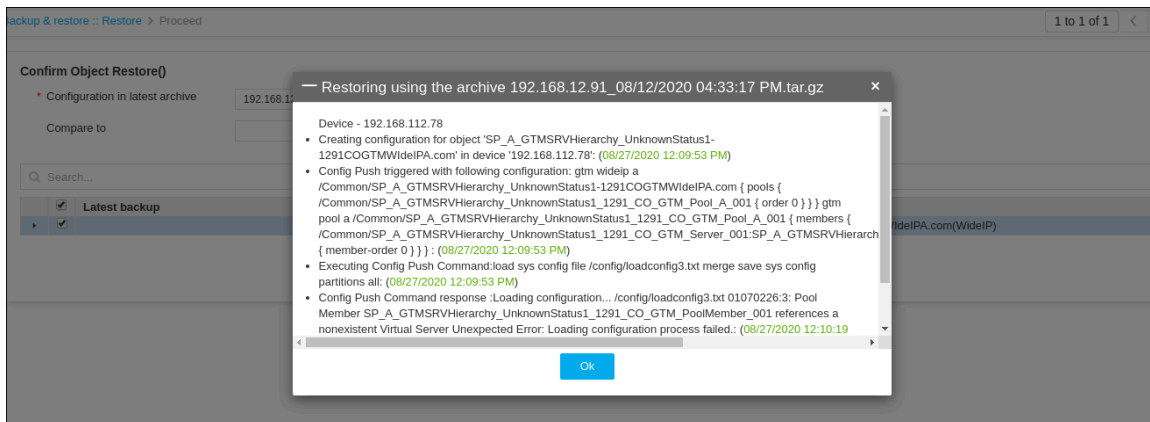 Backup & restore :: Restore > Proceed
1 to 1 of 1 <
Confirm Object Restore()
* Configuration in latest archive
192.168.12
Compare to
Search...
Latest backup
WIdeIPA.com(WideIP)
Restoring using the archive 192.168.12.91_08/12/2020 04:33:17 PM.tar.gz ×
Device - 192.168.112.78
• Creating configuration for object 'SP_A_GTMSRVHierarchy_UnknownStatus1-
1291COGTMWIdeIPA.com' in device '192.168.112.78': (08/27/2020 12:09:53 PM)
• Config Push triggered with following configuration: gtm wideip a
/Common/SP_A_GTMSRVHierarchy_UnknownStatus1-1291COGTMWIdeIPA.com { pools {
/Common/SP_A_GTMSRVHierarchy_UnknownStatus1_1291_CO_GTM_Pool_A_001 { order 0 } } } gtm
pool a /Common/SP_A_GTMSRVHierarchy_UnknownStatus1_1291_CO_GTM_Pool_A_001 { members {
/Common/SP_A_GTMSRVHierarchy_UnknownStatus1_1291_CO_GTM_Server_001:SP_A_GTMSRVHierarch
{ member-order 0 } } } : (08/27/2020 12:09:53 PM)
• Executing Config Push Command:load sys config file /config/loadconfig3.txt merge save sys config
partitions all: (08/27/2020 12:09:53 PM)
• Config Push Command response :Loading configuration... /config/loadconfig3.txt 01070226:3: Pool
Member SP_A_GTMSRVHierarchy_UnknownStatus1_1291_CO_GTM_PoolMember_001 references a
nonexistent Virtual Server Unexpected Error: Loading configuration process failed.: (08/27/2020 12:10:19
Ok